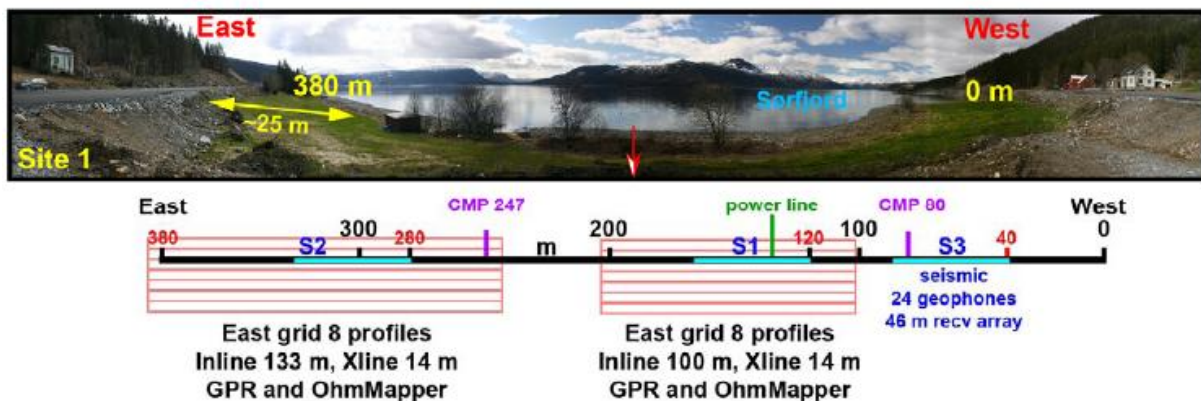 East
West
380 m
0 m
~25 m
Sørfjord
Site 1
East
CMP 247
power line
CMP 80
West
380
300
280
200
120
100
40
0
S2
m
S1
S3
seismic
24 geophones
46 m recv array
East grid 8 profiles
Inline 133 m, Xline 14 m
GPR and OhmMapper
East grid 8 profiles
Inline 100 m, Xline 14 m
GPR and OhmMapper